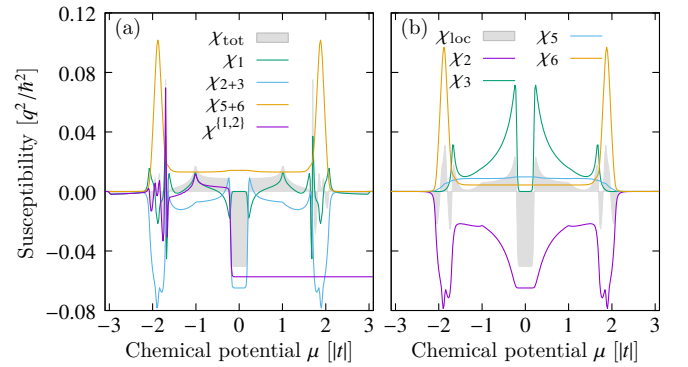 (a)
χtot
χ1
χ2+3
χ5+6
χ{1,2}
(b)
χloc
χ2
χ3
χ5
χ6
0.12
0.08
0.04
0.00
−0.04
−0.08
Susceptibility [q²/ℏ²]
−3 −2 −1 0 1 2 3
Chemical potential μ [|t|]
−3 −2 −1 0 1 2 3
Chemical potential μ [|t|]